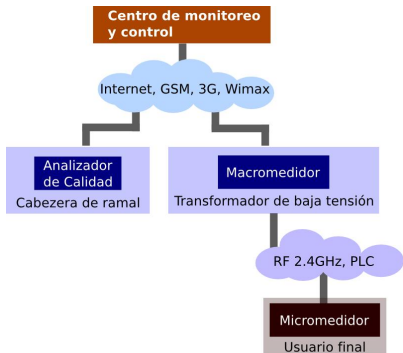 Centro de monitoreo
y control
Internet, GSM, 3G, Wimax
Analizador
de Calidad
Cabezera de ramal
Macromedidor
Transformador de baja tensión
RF 2.4GHz, PLC
Micromedidor
Usuario final